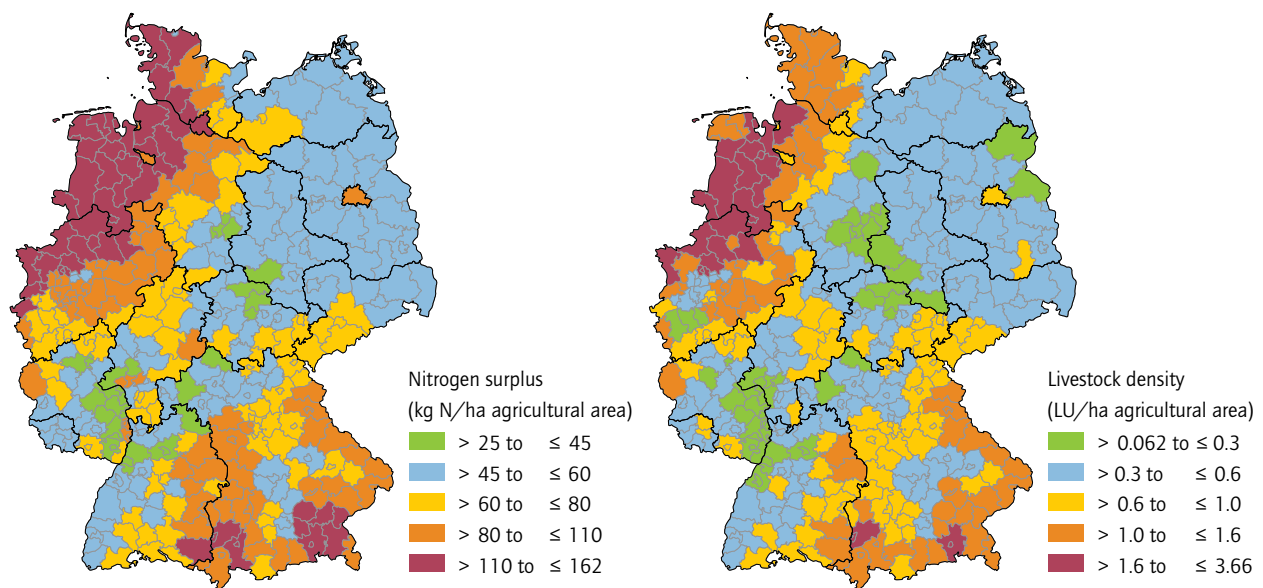 Nitrogen surplus
(kg N/ha agricultural area)
> 25 to ≤ 45
> 45 to ≤ 60
> 60 to ≤ 80
> 80 to ≤ 110
> 110 to ≤ 162
Livestock density
(LU/ha agricultural area)
> 0.062 to ≤ 0.3
> 0.3 to ≤ 0.6
> 0.6 to ≤ 1.0
> 1.0 to ≤ 1.6
> 1.6 to ≤ 3.66